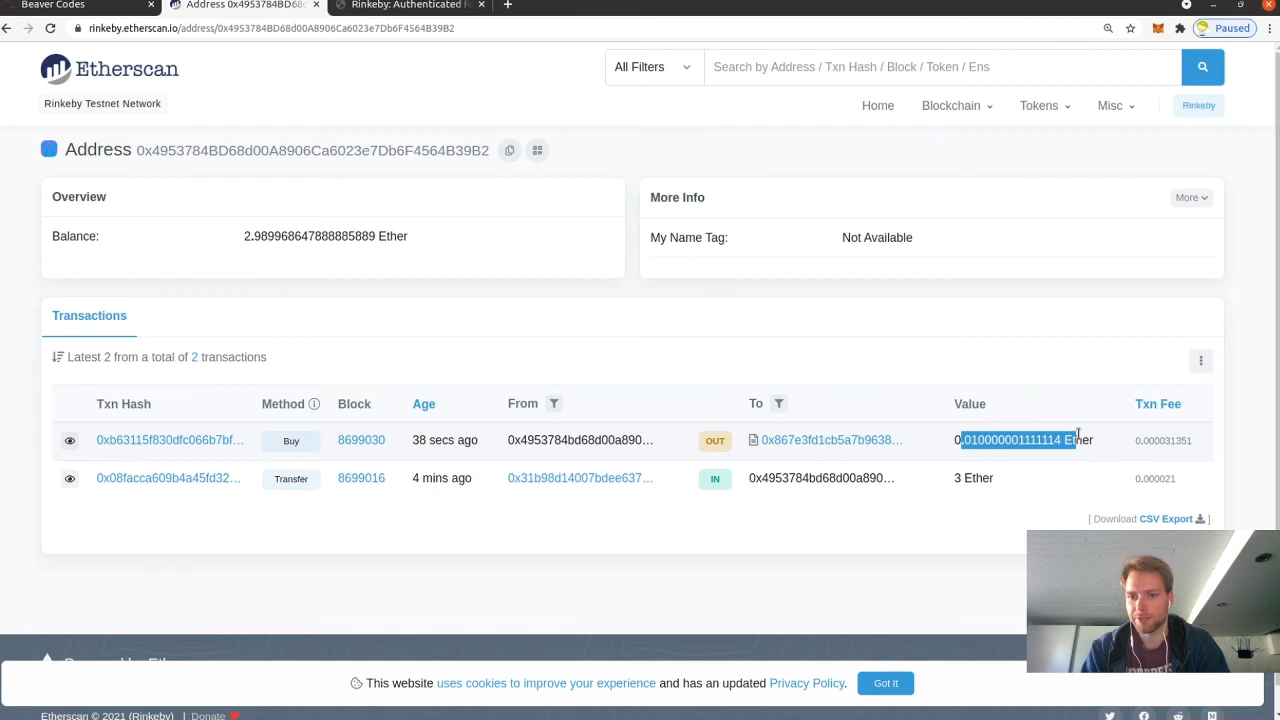 Beaver Codes
Address 0x4953784BD68
Rinkeby: Authenticated F
rinkeby.etherscan.io/address/0x4953784BD68d00A8906Ca6023e7Db6F4564B39B2
Paused
Etherscan
All Filters
Search by Address / Txn Hash / Block / Token / Ens
Rinkeby Testnet Network
Home Blockchain Tokens Misc Rinkeby
Address 0x4953784BD68d00A8906Ca6023e7Db6F4564B39B2
Overview
Balance: 2.989968647888885889 Ether
More Info More
My Name Tag: Not Available
Transactions
Latest 2 from a total of 2 transactions
Txn Hash Method Block Age From To Value Txn Fee
0xb63115f830dfc066b7bf... Buy 8699030 38 secs ago 0x4953784bd68d00a890... OUT 0x867e3fd1cb5a7b9638... 0.010000001111114 Ether 0.000031351
0x08facca609b4a45fd32... Transfer 8699016 4 mins ago 0x31b98d14007bdee637... IN 0x4953784bd68d00a890... 3 Ether 0.000021
[ Download CSV Export ]
This website uses cookies to improve your experience and has an updated Privacy Policy. Got It
Etherscan © 2021 (Rinkeby) | Donate